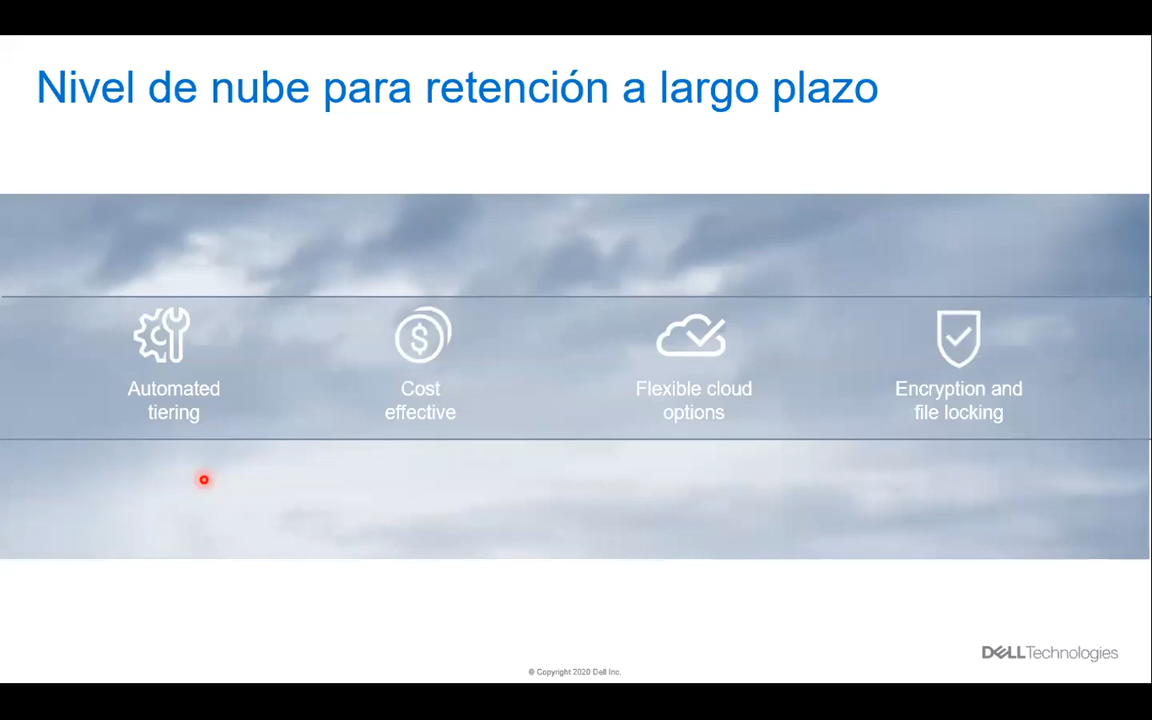 Nivel de nube para retención a largo plazo
Automated
tiering
Cost
effective
Flexible cloud
options
Encryption and
file locking
DELLTechnologies
© Copyright 2020 Dell Inc.